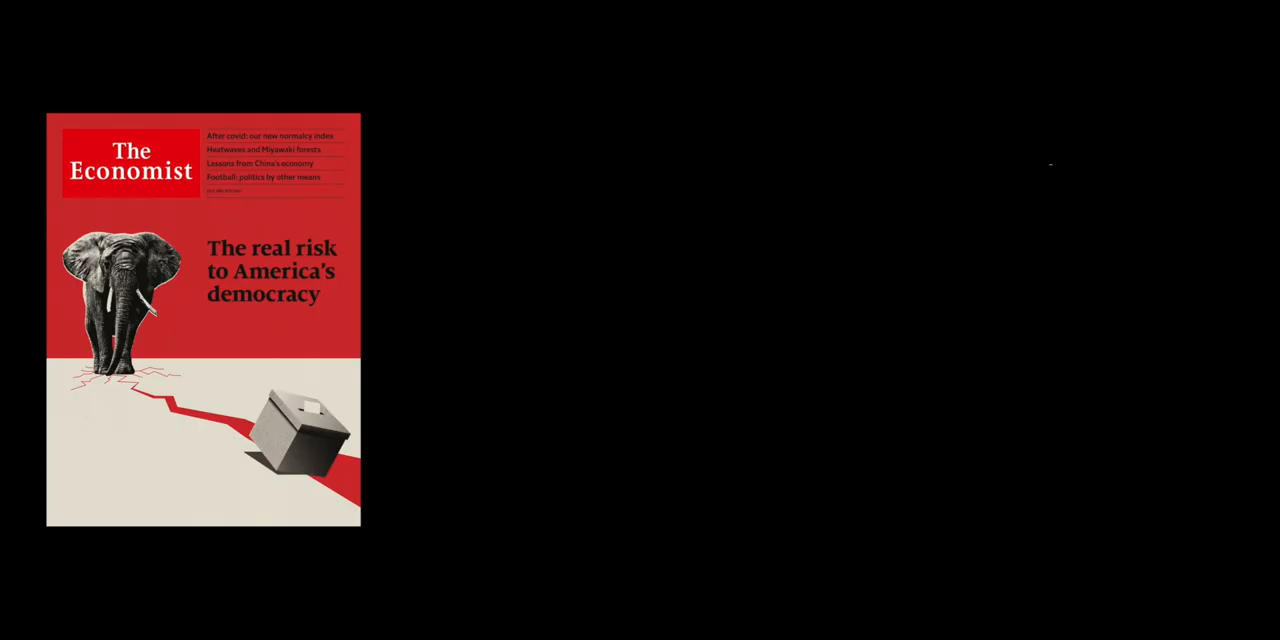 The
Economist
After covid: our new normalcy index
Heatwaves and Miyawaki forests
Lessons from China's economy
Football: politics by other means
The real risk
to America's
democracy